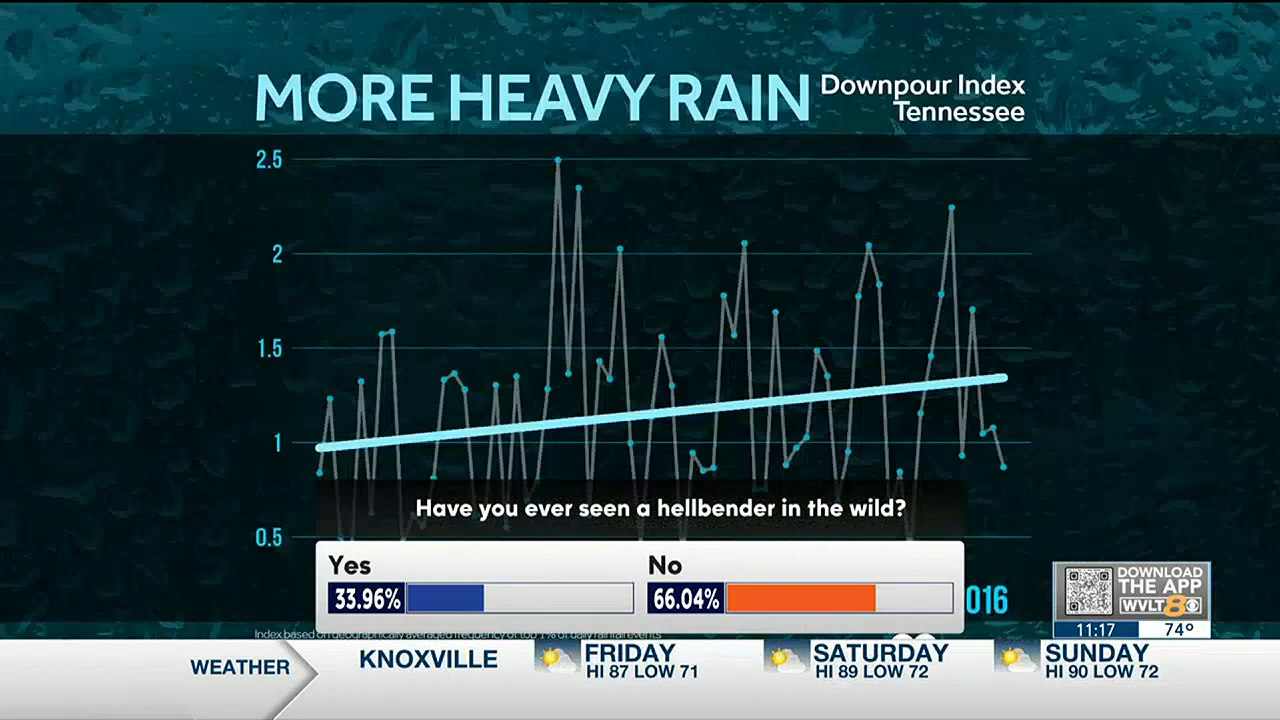 MORE HEAVY RAIN
Downpour Index
Tennessee
2.5
2
1.5
1
0.5
Have you ever seen a hellbender in the wild?
Yes
No
33.96%
66.04%
016
DOWNLOAD
THE APP
WVLT8
11:17
74°
Index based on geographically averaged frequency of top 1% of daily rainfall events
WEATHER
KNOXVILLE
FRIDAY
HI 87 LOW 71
SATURDAY
HI 89 LOW 72
SUNDAY
HI 90 LOW 72